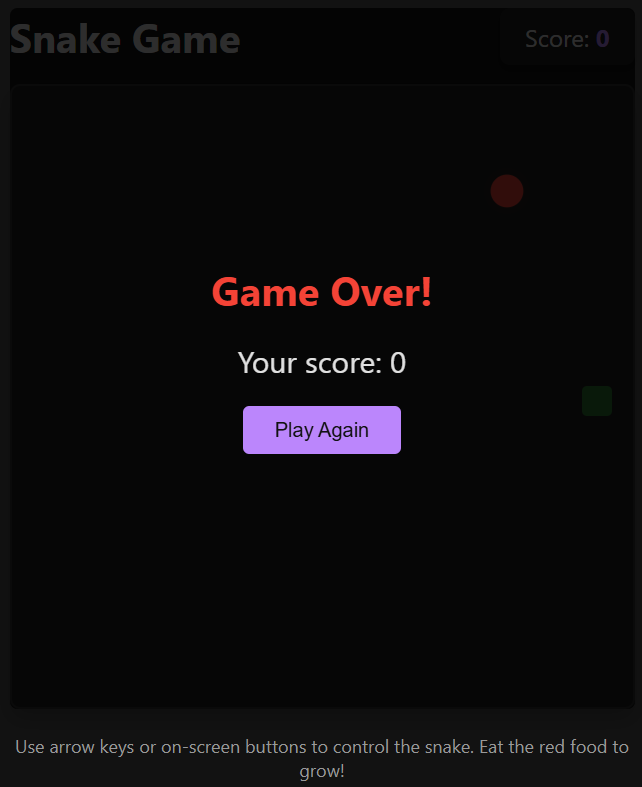 Snake Game
Score: 0
Game Over!
Your score: 0
Play Again
Use arrow keys or on-screen buttons to control the snake. Eat the red food to
grow!